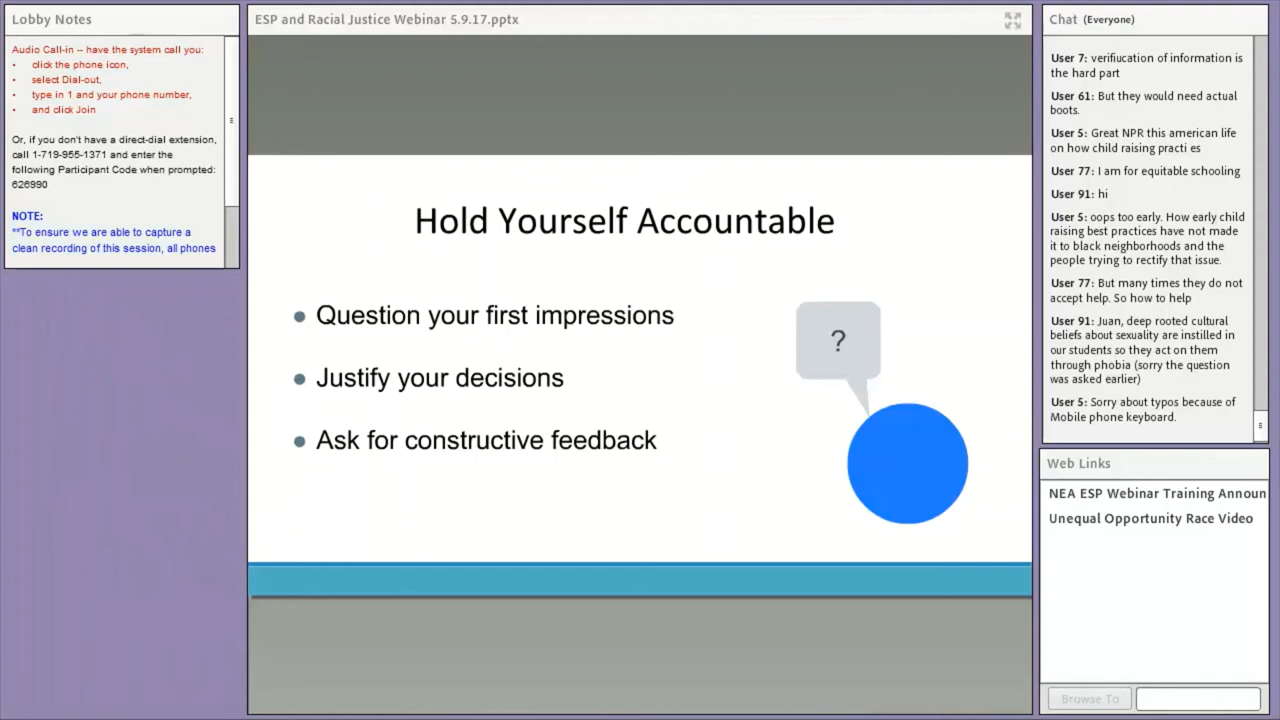 Lobby Notes
Audio Call-in -- have the system call you:
• click the phone icon,
• select Dial-out,
• type in 1 and your phone number,
• and click Join
Or, if you don't have a direct-dial extension,
call 1-719-955-1371 and enter the
following Participant Code when prompted:
626990
NOTE:
**To ensure we are able to capture a
clean recording of this session, all phones
ESP and Racial Justice Webinar 5.9.17.pptx
Hold Yourself Accountable
• Question your first impressions
• Justify your decisions
• Ask for constructive feedback
?
Chat (Everyone)
User 7: verifiucation of information is
the hard part
User 61: But they would need actual
boots.
User 5: Great NPR this american life
on how child raising practi es
User 77: I am for equitable schooling
User 91: hi
User 5: oops too early. How early child
raising best practices have not made
it to black neighborhoods and the
people trying to rectify that issue.
User 77: But many times they do not
accept help. So how to help
User 91: Juan, deep rooted cultural
beliefs about sexuality are instilled in
our students so they act on them
through phobia (sorry the question
was asked earlier)
User 5: Sorry about typos because of
Mobile phone keyboard.
Web Links
NEA ESP Webinar Training Announ
Unequal Opportunity Race Video
Browse To